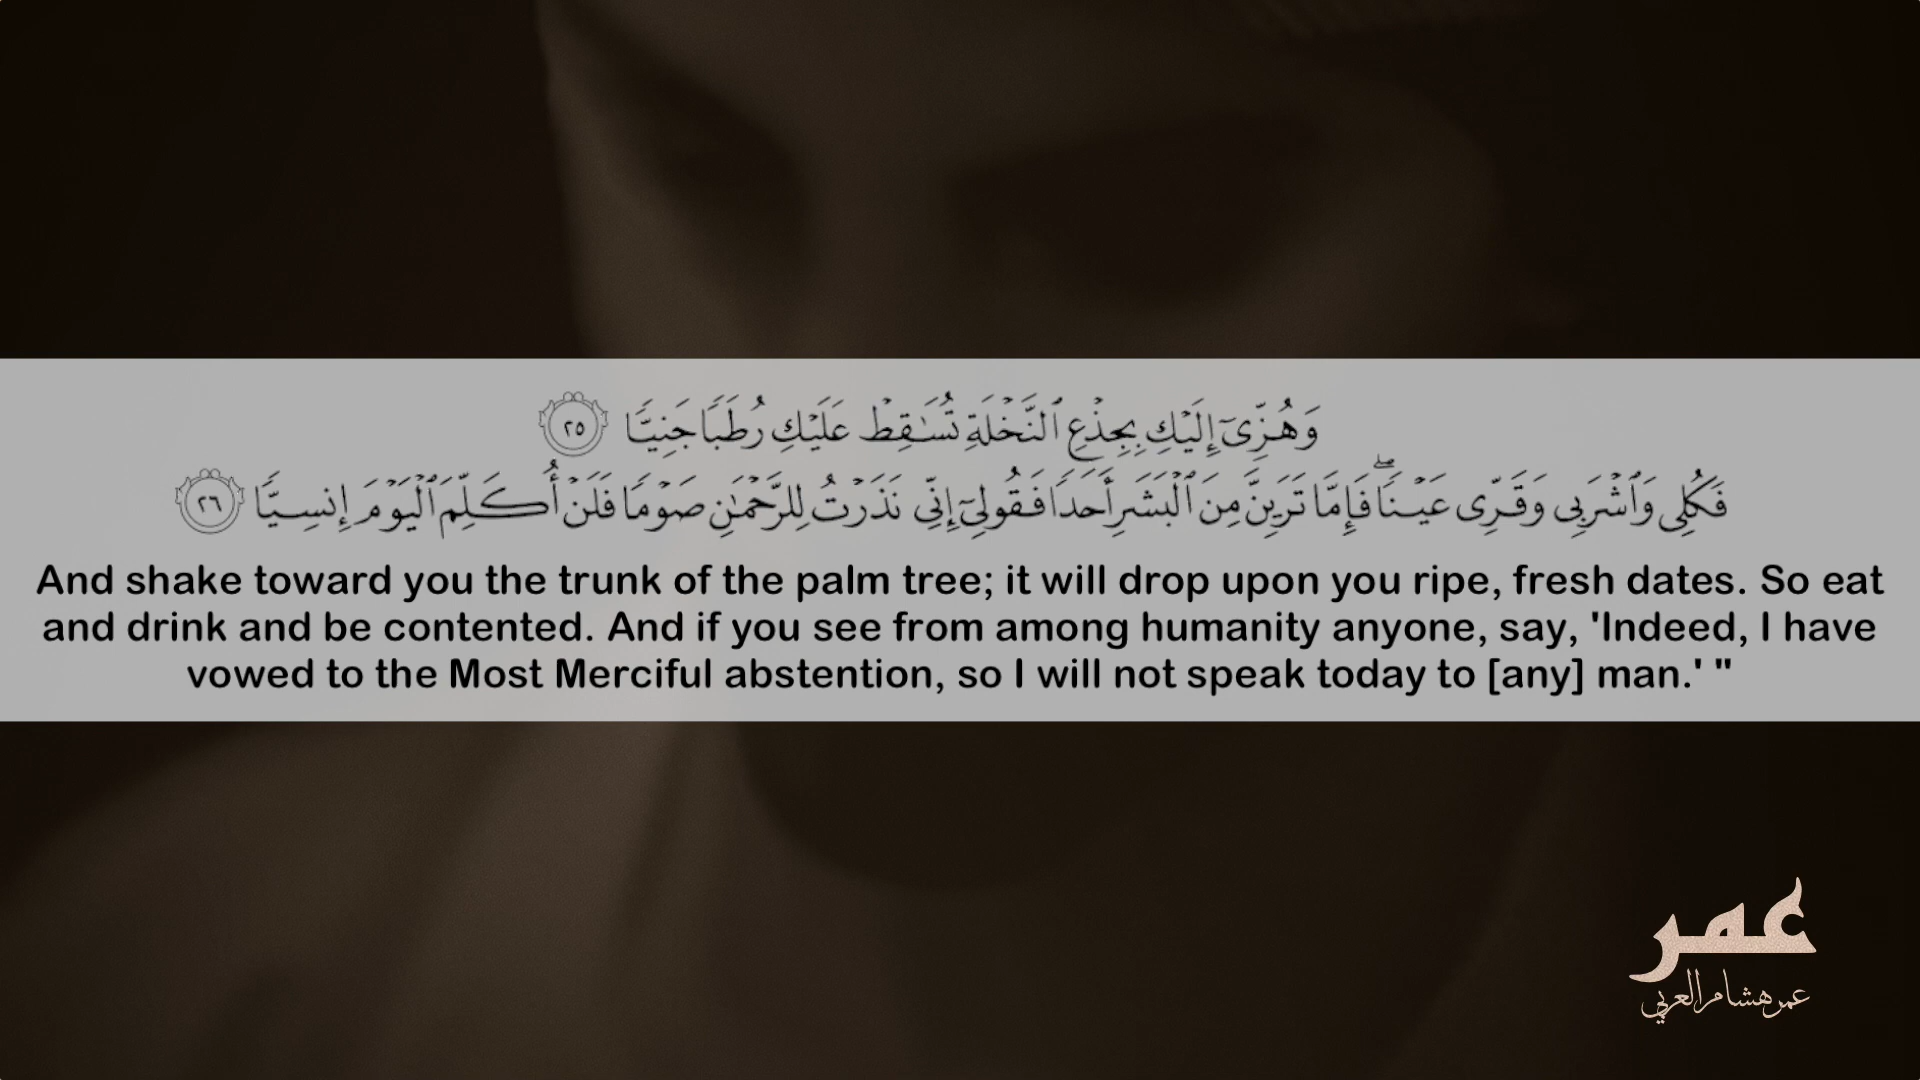 وَهُزِّىٓ إِلَيْكِ بِجِذْعِ ٱلنَّخْلَةِ تُسَٰقِطْ عَلَيْكِ رُطَبًا جَنِيًّا ٢٥
فَكُلِى وَٱشْرَبِى وَقَرِّى عَيْنًا ۖ فَإِمَّا تَرَيِنَّ مِنَ ٱلْبَشَرِ أَحَدًا فَقُولِىٓ إِنِّى نَذَرْتُ لِلرَّحْمَٰنِ صَوْمًا فَلَنْ أُكَلِّمَ ٱلْيَوْمَ إِنسِيًّا ٢٦
And shake toward you the trunk of the palm tree; it will drop upon you ripe, fresh dates. So eat
and drink and be contented. And if you see from among humanity anyone, say, 'Indeed, I have
vowed to the Most Merciful abstention, so I will not speak today to [any] man.' "
عمر
عمر هشام العربي